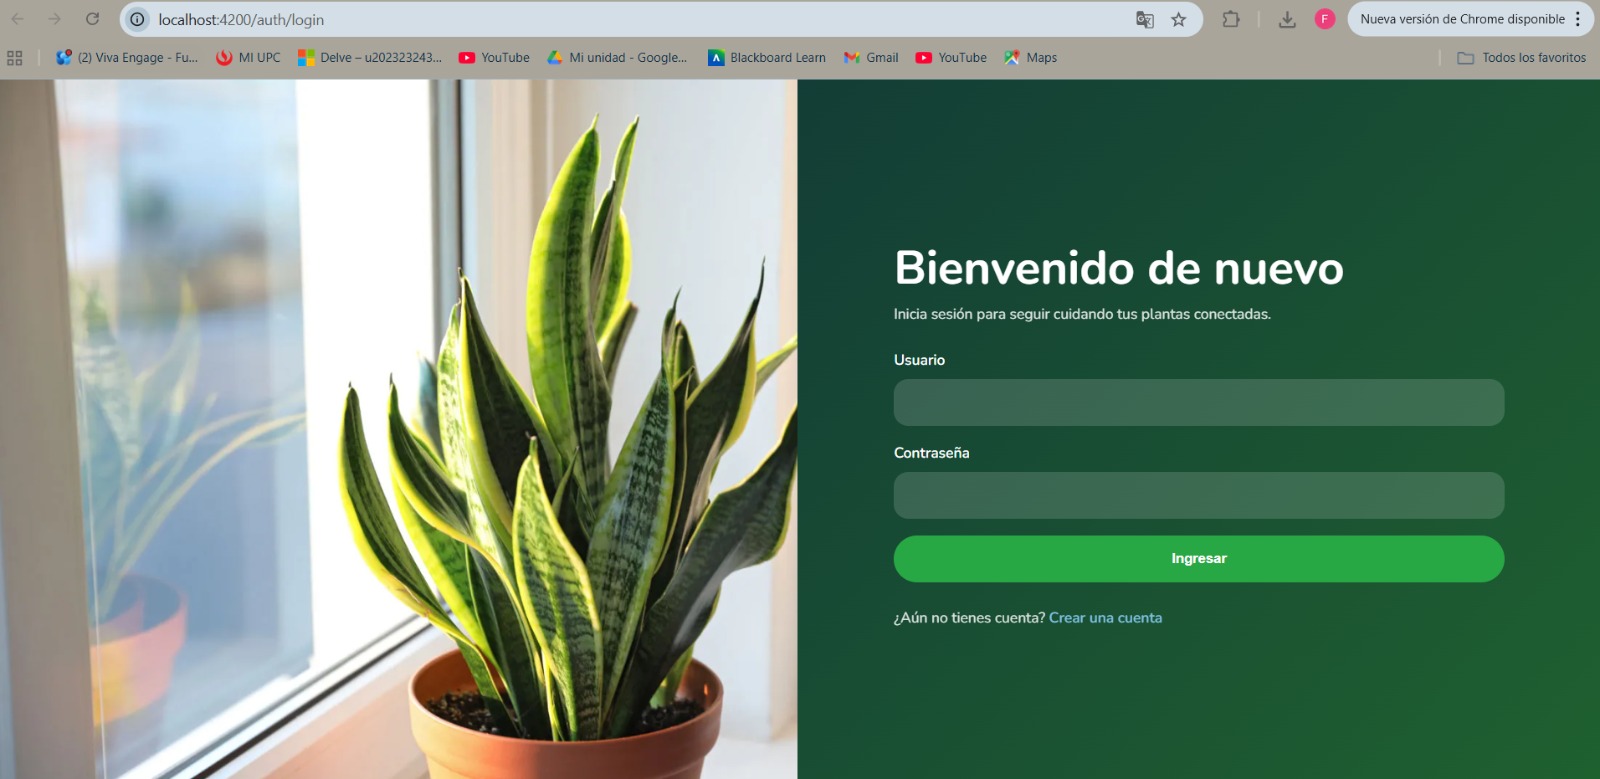 localhost:4200/auth/login
F
Nueva versión de Chrome disponible
(2) Viva Engage - Fu...
MI UPC
Delve – u202323243...
YouTube
Mi unidad - Google...
Blackboard Learn
Gmail
YouTube
Maps
Todos los favoritos
Bienvenido de nuevo
Inicia sesión para seguir cuidando tus plantas conectadas.
Usuario
Contraseña
Ingresar
¿Aún no tienes cuenta? Crear una cuenta